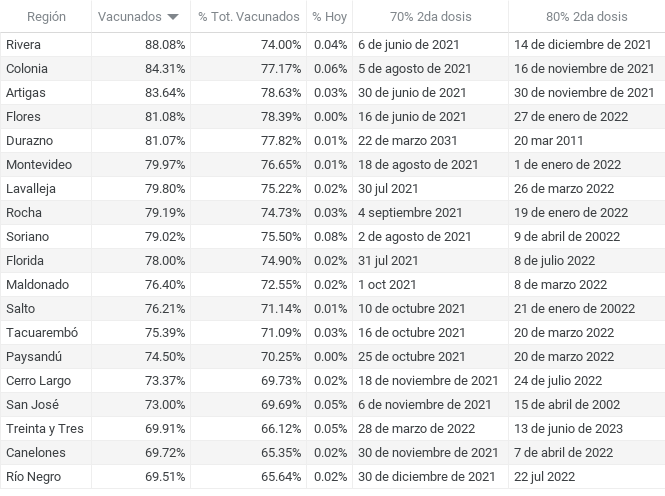 Región Vacunados % Tot. Vacunados % Hoy 70% 2da dosis 80% 2da dosis
Rivera 88.08% 74.00% 0.04% 6 de junio de 2021 14 de diciembre de 2021
Colonia 84.31% 77.17% 0.06% 5 de agosto de 2021 16 de noviembre de 2021
Artigas 83.64% 78.63% 0.03% 30 de junio de 2021 30 de noviembre de 2021
Flores 81.08% 78.39% 0.00% 16 de junio de 2021 27 de enero de 2022
Durazno 81.07% 77.82% 0.01% 22 de marzo 2031 20 mar 2011
Montevideo 79.97% 76.65% 0.01% 18 de agosto de 2021 1 de enero de 2022
Lavalleja 79.80% 75.22% 0.02% 30 jul 2021 26 de marzo 2022
Rocha 79.19% 74.73% 0.03% 4 septiembre 2021 19 de enero de 2022
Soriano 79.02% 75.50% 0.08% 2 de agosto de 2021 9 de abril de 20022
Florida 78.00% 74.90% 0.02% 31 jul 2021 8 de julio 2022
Maldonado 76.40% 72.55% 0.02% 1 oct 2021 8 de marzo 2022
Salto 76.21% 71.14% 0.01% 10 de octubre 2021 21 de enero de 20022
Tacuarembó 75.39% 71.09% 0.03% 16 de octubre 2021 20 de marzo 2022
Paysandú 74.50% 70.25% 0.00% 25 de octubre 2021 20 de marzo 2022
Cerro Largo 73.37% 69.73% 0.02% 18 de noviembre de 2021 24 de julio 2022
San José 73.00% 69.69% 0.05% 6 de noviembre de 2021 15 de abril de 2002
Treinta y Tres 69.91% 66.12% 0.05% 28 de marzo de 2022 13 de junio de 2023
Canelones 69.72% 65.35% 0.02% 30 de noviembre de 2021 7 de abril de 2022
Río Negro 69.51% 65.64% 0.02% 30 de diciembre de 2021 22 jul 2022